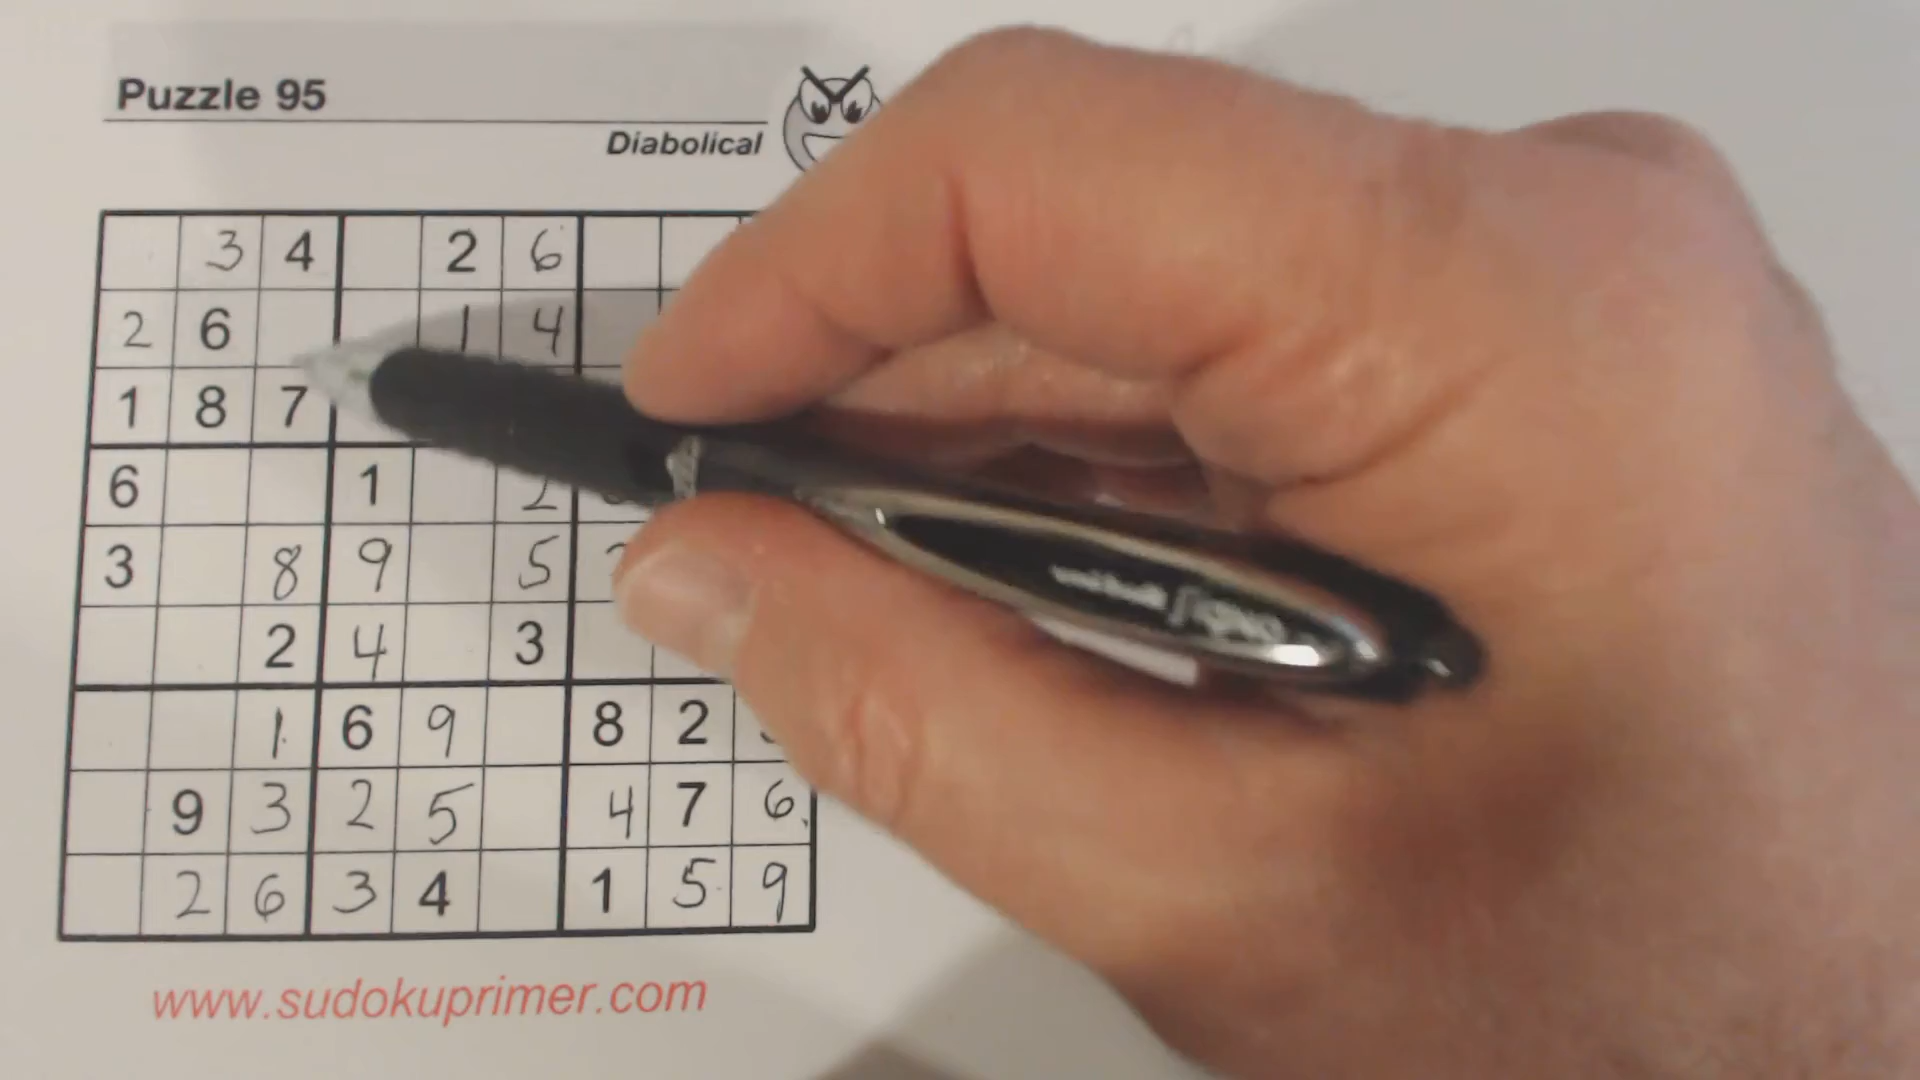 Puzzle 95
Diabolical
3 4 2 6
2 6 1 4
1 8 7
6 1 2
3 8 9 5
2 4 3
1 6 9 8 2
9 3 2 5 4 7 6
2 6 3 4 1 5 9
www.sudokuprimer.com